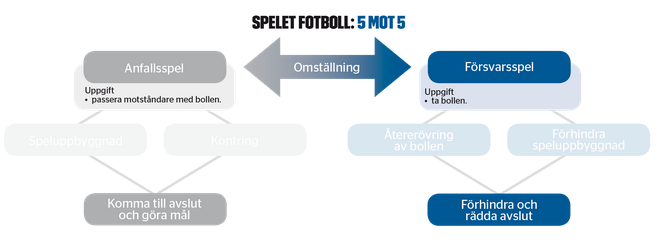 SPELET FOTBOLL: 5 MOT 5
Anfallsspel
Omställning
Försvarsspel
Uppgift
• passera motståndare med bollen.
Uppgift
• ta bollen.
Speluppbyggnad
Kontring
Återerövring
av bollen
Förhindra
speluppbyggnad
Komma till avslut
och göra mål
Förhindra och
rädda avslut